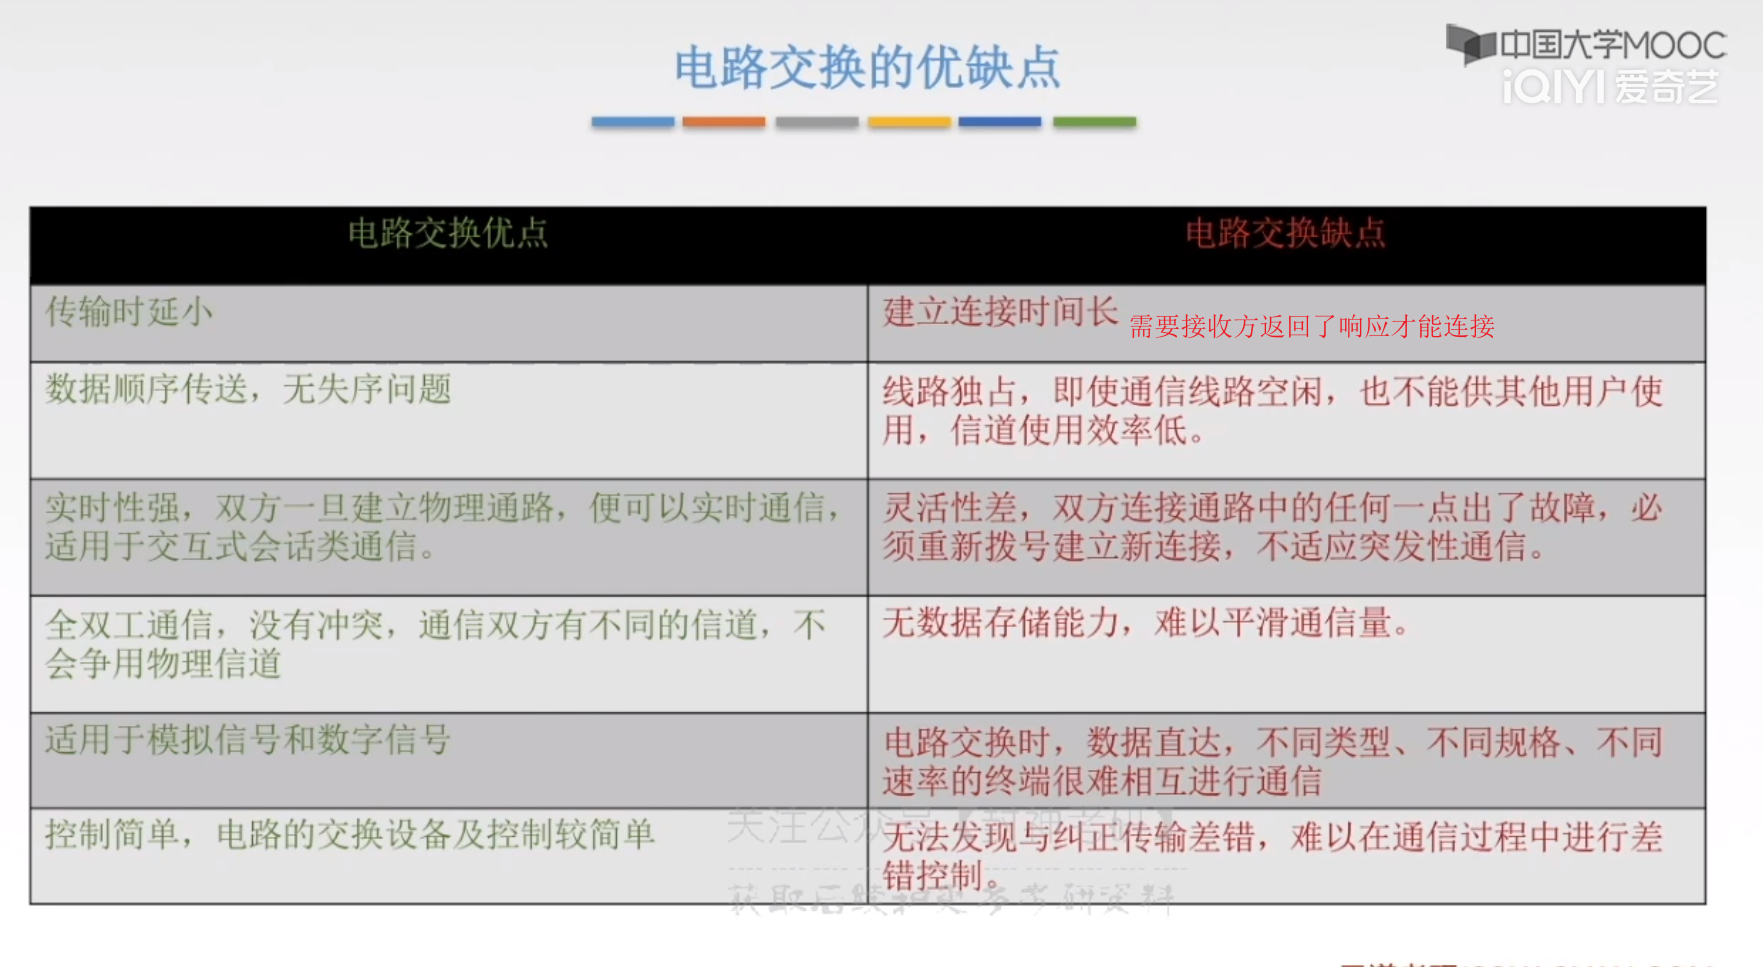 电路交换的优缺点
中国大学MOOC
iQIYI 爱奇艺
电路交换优点
电路交换缺点
传输时延小
建立连接时间长 需要接收方返回了响应才能连接
数据顺序传送，无失序问题
线路独占，即使通信线路空闲，也不能供其他用户使
用，信道使用效率低。
实时性强，双方一旦建立物理通路，便可以实时通信，
适用于交互式会话类通信。
灵活性差，双方连接通路中的任何一点出了故障，必
须重新拨号建立新连接，不适应突发性通信。
全双工通信，没有冲突，通信双方有不同的信道，不
会争用物理信道
无数据存储能力，难以平滑通信量。
适用于模拟信号和数字信号
电路交换时，数据直达，不同类型、不同规格、不同
速率的终端很难相互进行通信
控制简单，电路的交换设备及控制较简单
无法发现与纠正传输差错，难以在通信过程中进行差
错控制。
关注公众号